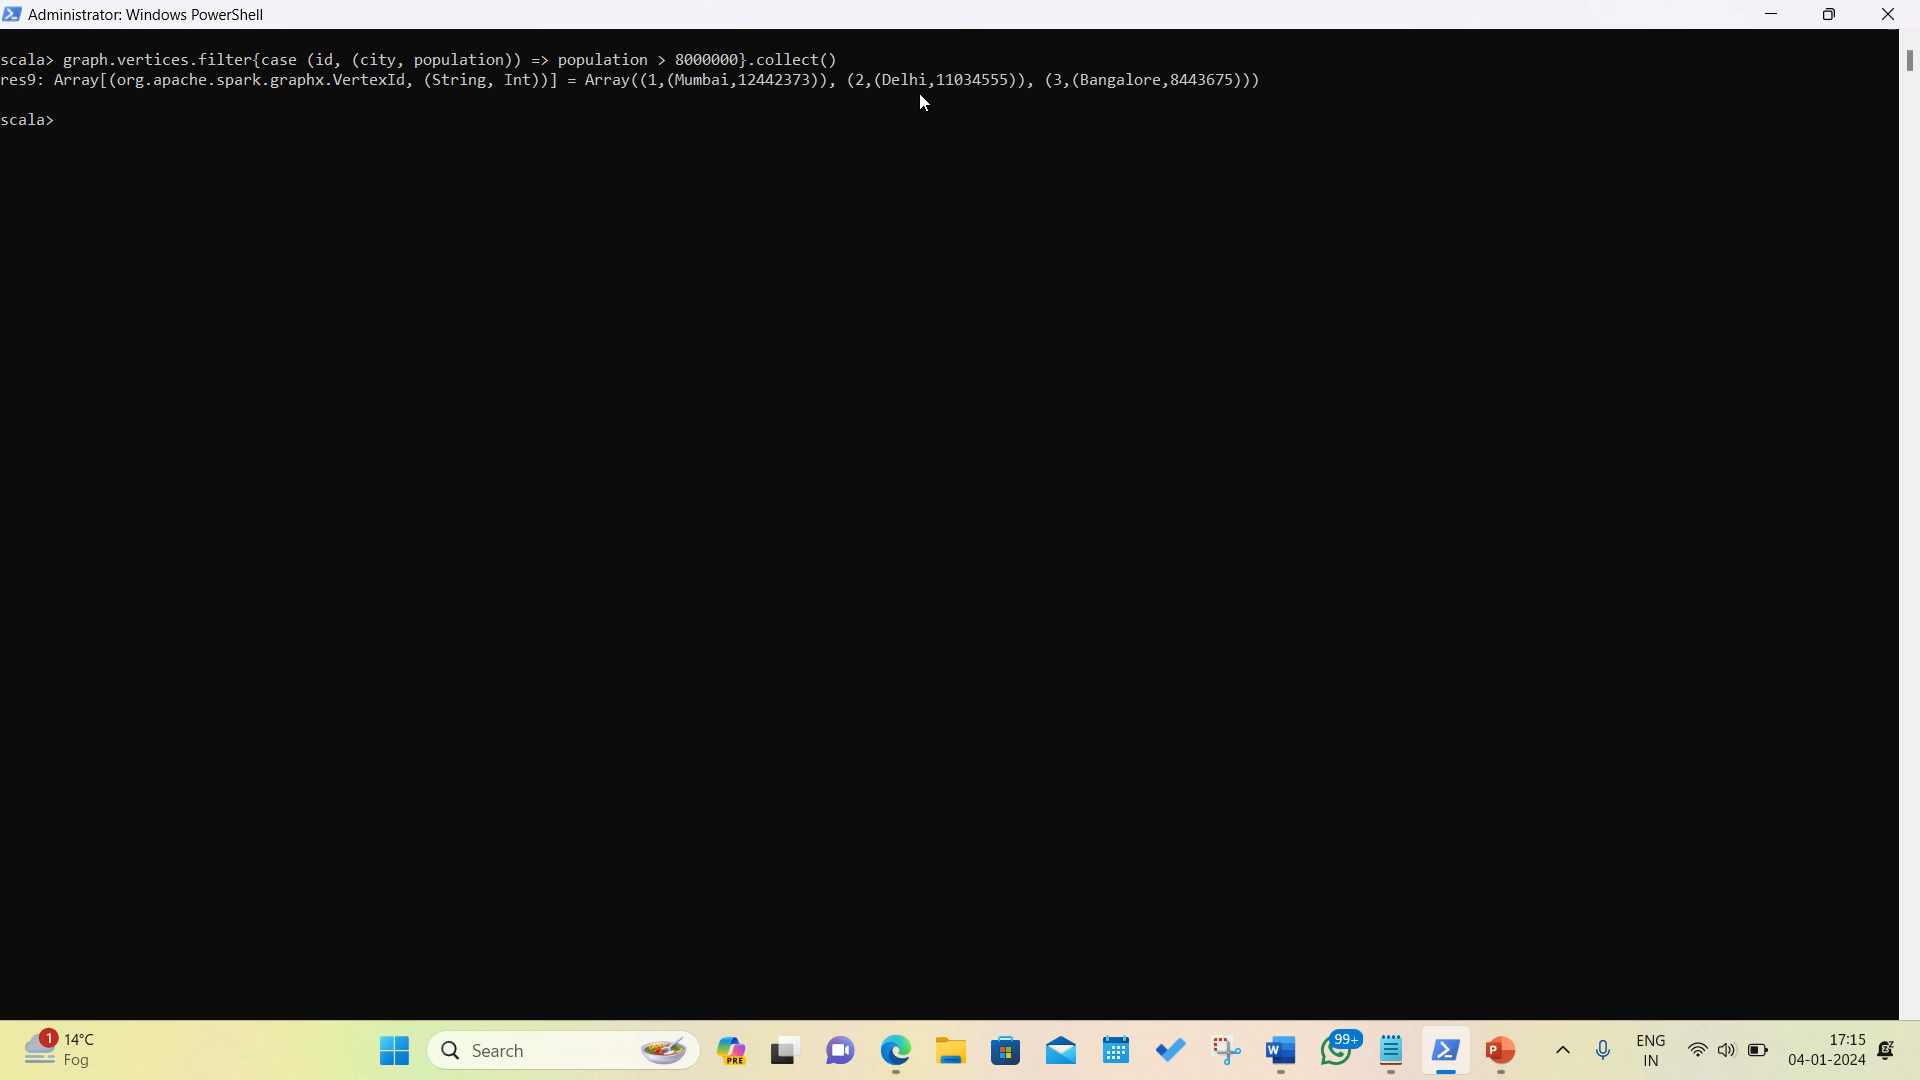 Administrator: Windows PowerShell
scala> graph.vertices.filter{case (id, (city, population)) => population > 8000000}.collect()
res9: Array[(org.apache.spark.graphx.VertexId, (String, Int))] = Array((1,(Mumbai,12442373)), (2,(Delhi,11034555)), (3,(Bangalore,8443675)))
scala>
1
14°C
Fog
Search
PRE
W
99+
P
ENG
IN
17:15
04-01-2024